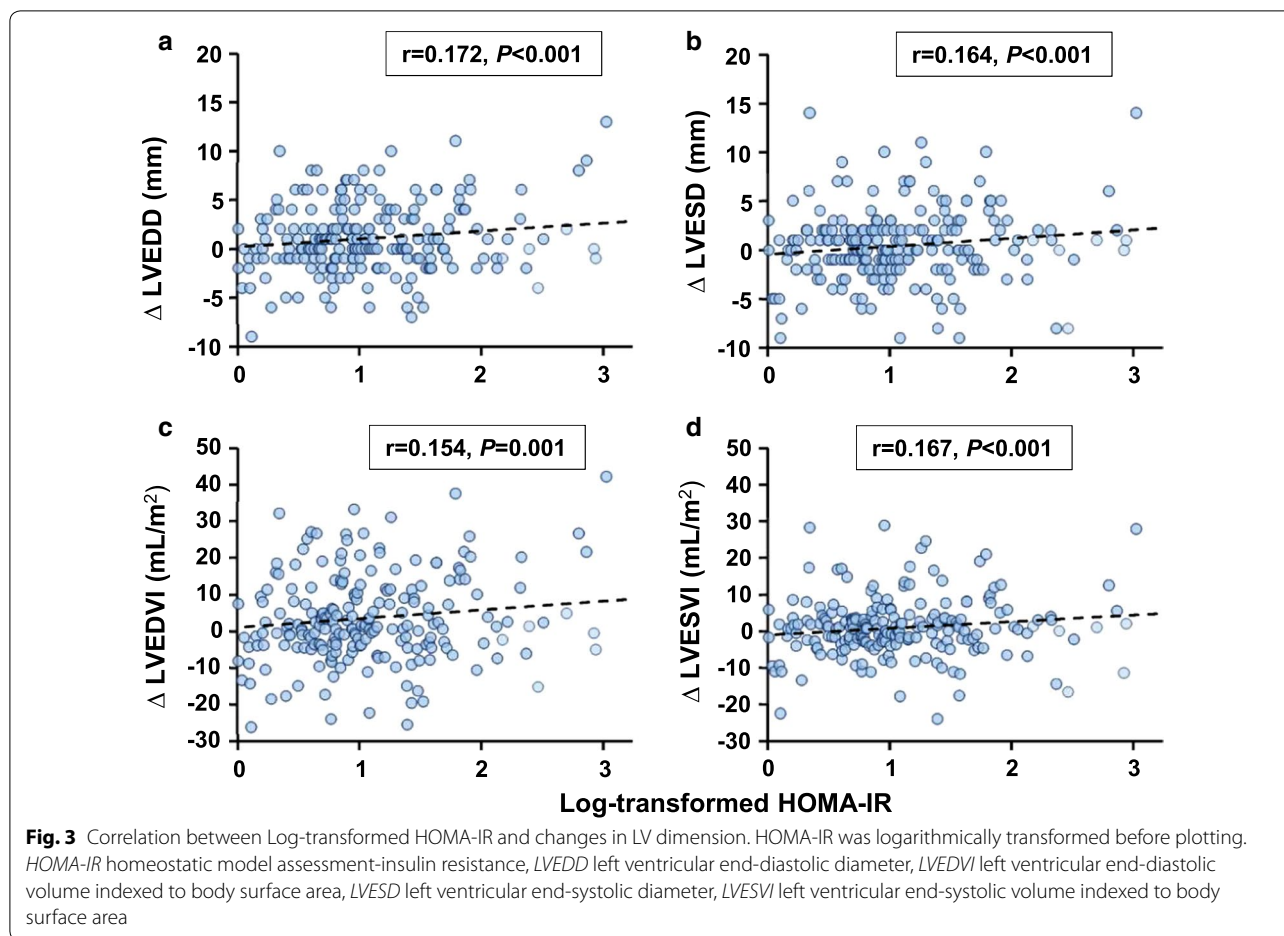 a
r=0.172, P<0.001
20
15
10
5
0
-5
-10
Δ LVEDD (mm)
0 1 2 3
b
r=0.164, P<0.001
20
15
10
5
0
-5
-10
Δ LVESD (mm)
0 1 2 3
c
r=0.154, P=0.001
50
40
30
20
10
0
-10
-20
-30
Δ LVEDVI (mL/m²)
0 1 2 3
d
r=0.167, P<0.001
50
40
30
20
10
0
-10
-20
-30
Δ LVESVI (mL/m²)
0 1 2 3
Log-transformed HOMA-IR
Fig. 3 Correlation between Log-transformed HOMA-IR and changes in LV dimension. HOMA-IR was logarithmically transformed before plotting.
HOMA-IR homeostatic model assessment-insulin resistance, LVEDD left ventricular end-diastolic diameter, LVEDVI left ventricular end-diastolic
volume indexed to body surface area, LVESD left ventricular end-systolic diameter, LVESVI left ventricular end-systolic volume indexed to body
surface area